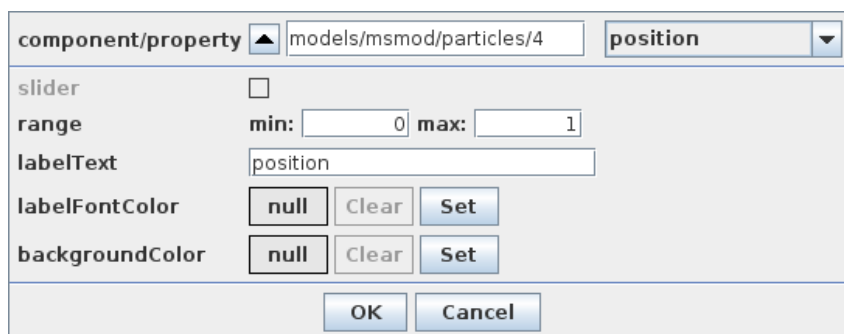 component/property models/msmod/particles/4 position
slider
range min: 0 max: 1
labelText position
labelFontColor null Clear Set
backgroundColor null Clear Set
OK Cancel